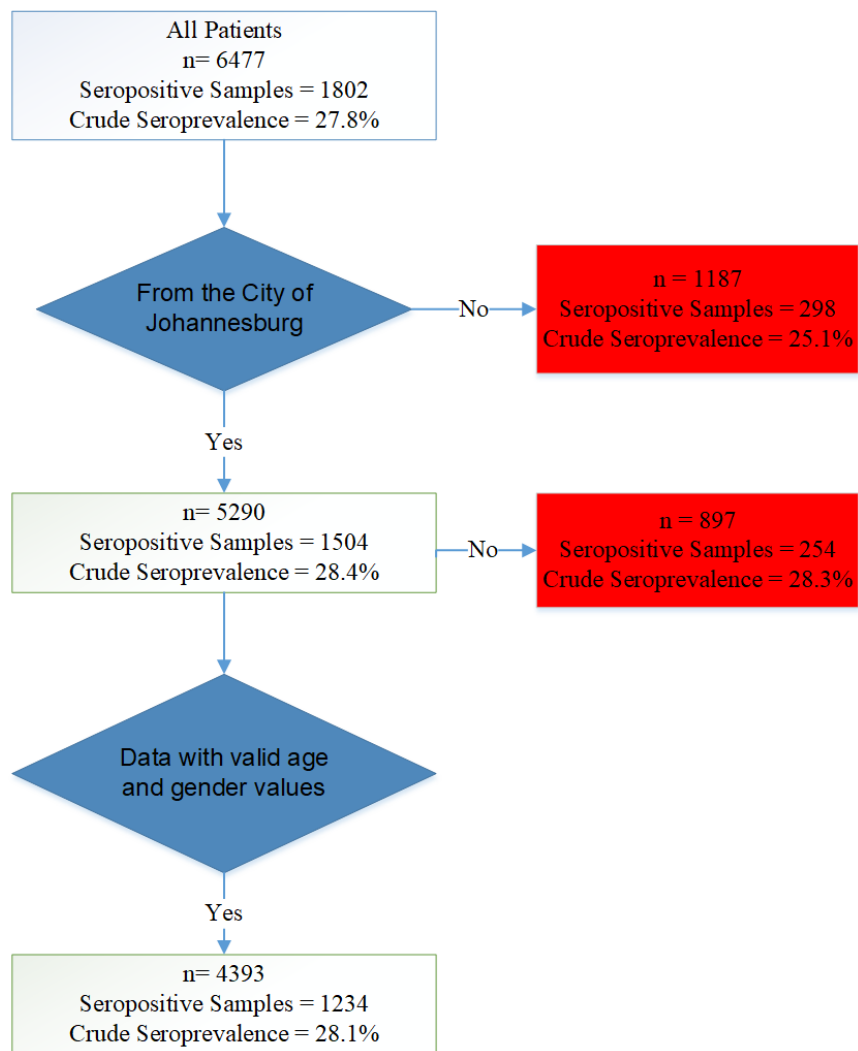 All Patients
n= 6477
Seropositive Samples = 1802
Crude Seroprevalence = 27.8%
From the City of
Johannesburg
No
n = 1187
Seropositive Samples = 298
Crude Seroprevalence = 25.1%
Yes
n= 5290
Seropositive Samples = 1504
Crude Seroprevalence = 28.4%
No
n = 897
Seropositive Samples = 254
Crude Seroprevalence = 28.3%
Data with valid age
and gender values
Yes
n= 4393
Seropositive Samples = 1234
Crude Seroprevalence = 28.1%